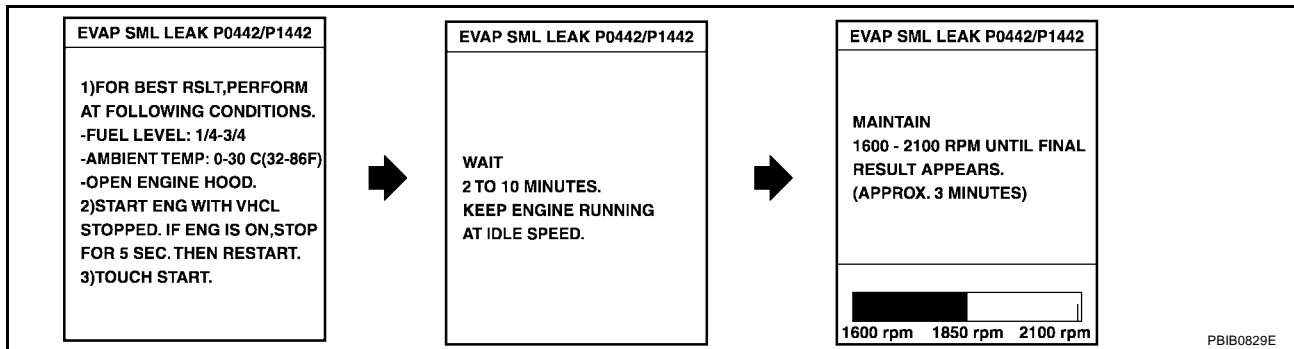 EVAP SML LEAK P0442/P1442
1)FOR BEST RSLT,PERFORM
AT FOLLOWING CONDITIONS.
-FUEL LEVEL: 1/4-3/4
-AMBIENT TEMP: 0-30 C(32-86F)
-OPEN ENGINE HOOD.
2)START ENG WITH VHCL
STOPPED. IF ENG IS ON,STOP
FOR 5 SEC. THEN RESTART.
3)TOUCH START.
EVAP SML LEAK P0442/P1442
WAIT
2 TO 10 MINUTES.
KEEP ENGINE RUNNING
AT IDLE SPEED.
EVAP SML LEAK P0442/P1442
MAINTAIN
1600 - 2100 RPM UNTIL FINAL
RESULT APPEARS.
(APPROX. 3 MINUTES)
1600 rpm 1850 rpm 2100 rpm
PBIB0829E